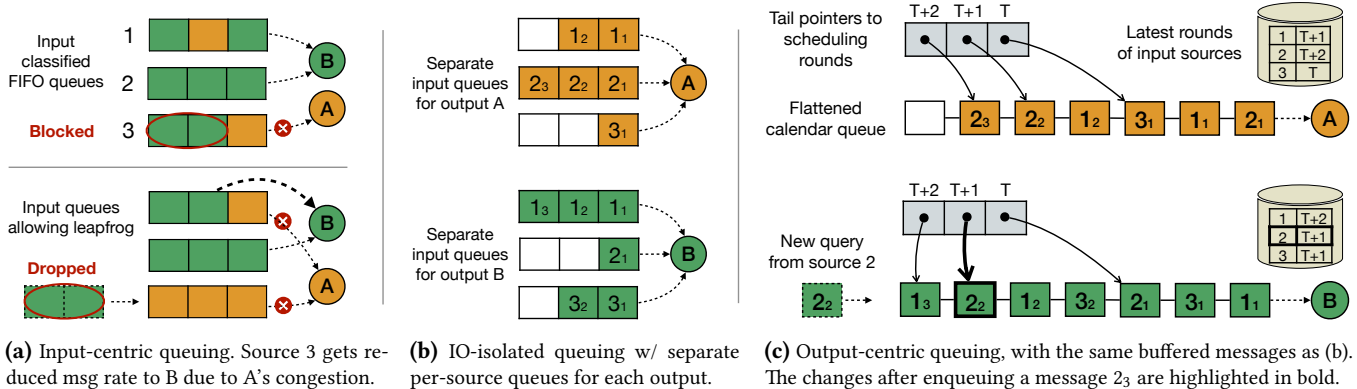 Input
classified
FIFO queues
1
2
Blocked 3
B
A
Input queues
allowing leapfrog
Dropped
B
A
(a) Input-centric queuing. Source 3 gets re-
duced msg rate to B due to A's congestion.
Separate
input queues
for output A
1₂ 1₁
2₃ 2₂ 2₁
3₁
A
Separate
input queues
for output B
1₃ 1₂ 1₁
2₁
3₂ 3₁
B
(b) IO-isolated queuing w/ separate
per-source queues for each output.
Tail pointers to
scheduling
rounds
T+2 T+1 T
Latest rounds
of input sources
1 T+1
2 T+2
3 T
Flattened
calendar queue
2₃ 2₂ 1₂ 3₁ 1₁ 2₁ A
T+2 T+1 T
1 T+2
2 T+1
3 T+1
New query
from source 2
2₂ 1₃ 2₂ 1₂ 3₂ 2₁ 3₁ 1₁ B
(c) Output-centric queuing, with the same buffered messages as (b).
The changes after enqueuing a message 2₃ are highlighted in bold.